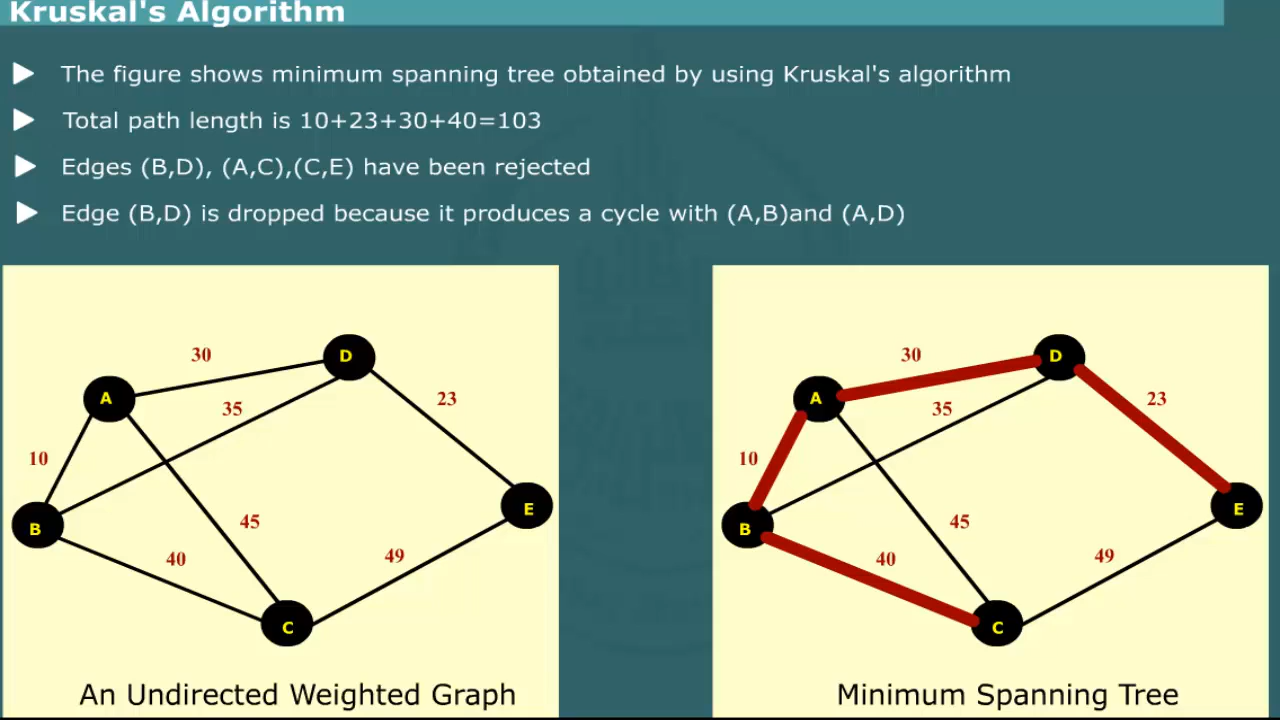 Kruskal's Algorithm
The figure shows minimum spanning tree obtained by using Kruskal's algorithm
Total path length is 10+23+30+40=103
Edges (B,D), (A,C),(C,E) have been rejected
Edge (B,D) is dropped because it produces a cycle with (A,B)and (A,D)
30
D
A
35
23
10
45
E
B
40
49
C
An Undirected Weighted Graph
30
D
A
35
23
10
45
E
B
40
49
C
Minimum Spanning Tree